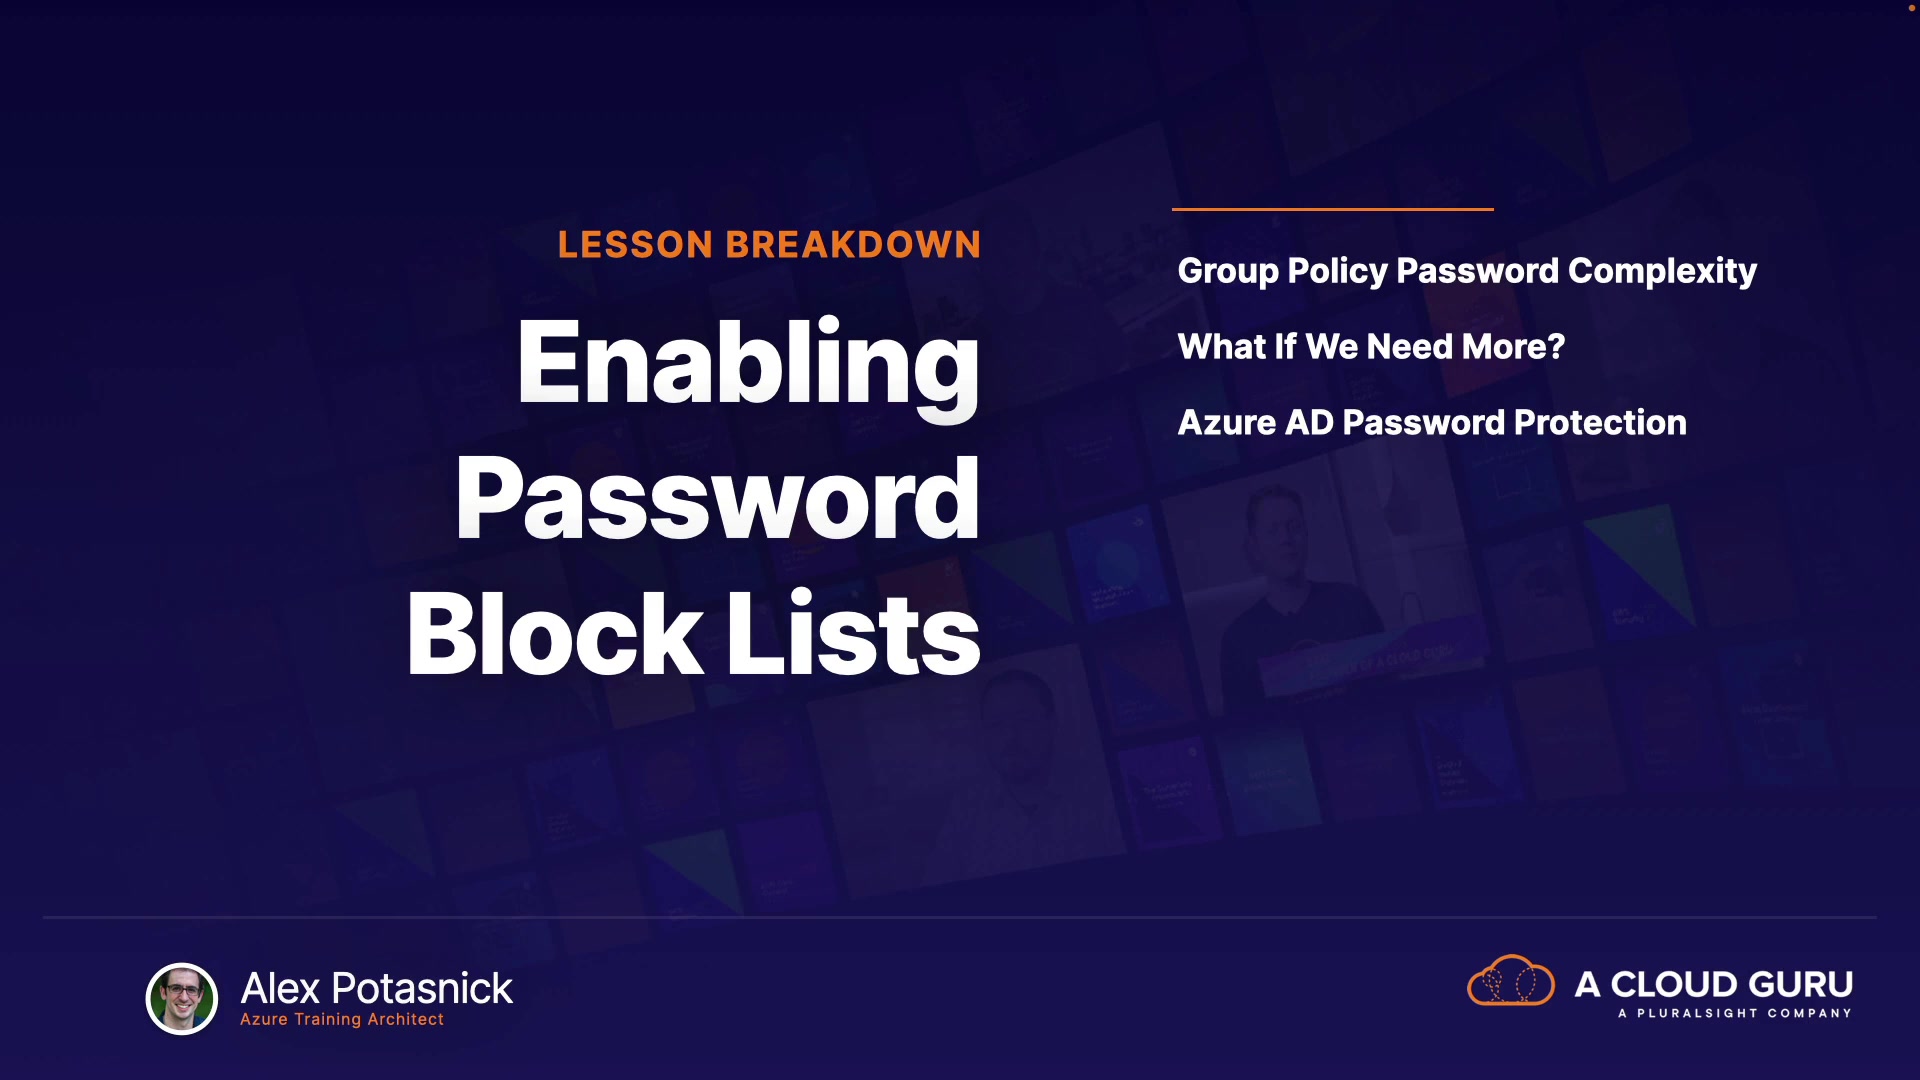 LESSON BREAKDOWN
Enabling
Password
Block Lists
Group Policy Password Complexity
What If We Need More?
Azure AD Password Protection
Alex Potasnick
Azure Training Architect
A CLOUD GURU
A PLURALSIGHT COMPANY